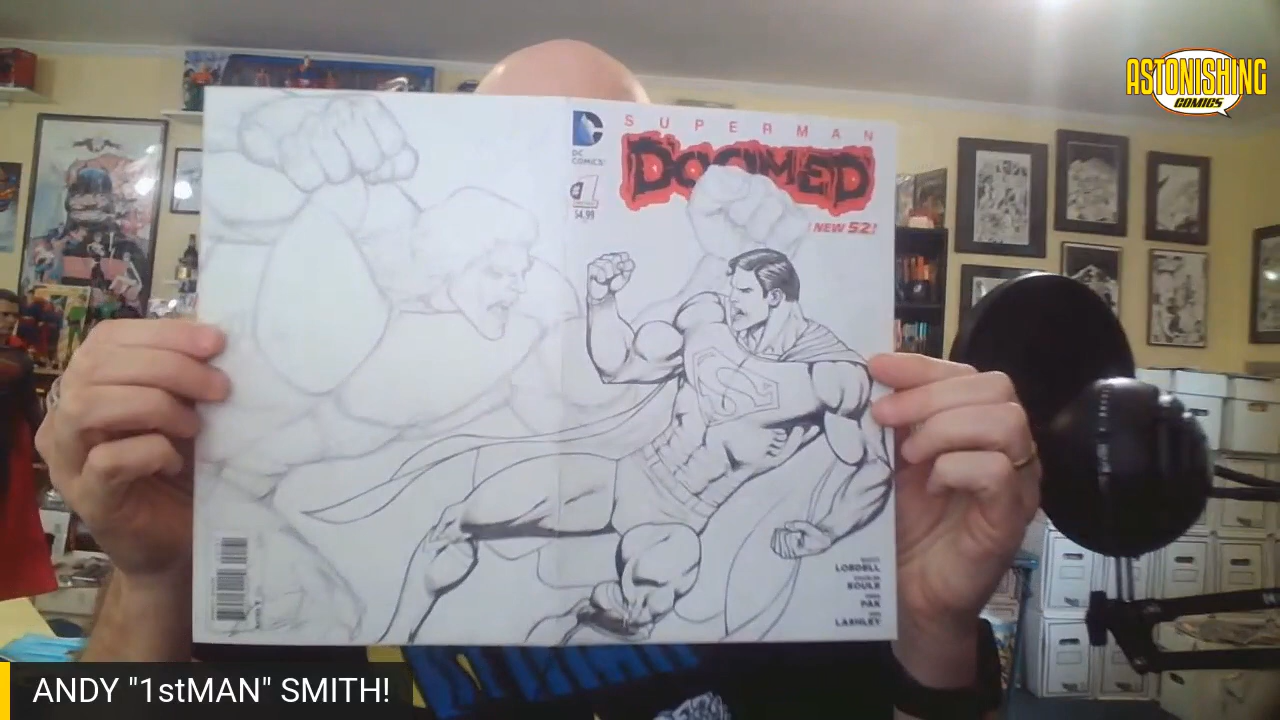 ASTONISHING
COMICS
DC COMICS
SUPERMAN
DOOMED
1
$4.99
NEW 52!
LOBDELL
SOULE
PAK
LASHLEY
ANDY "1stMAN" SMITH!